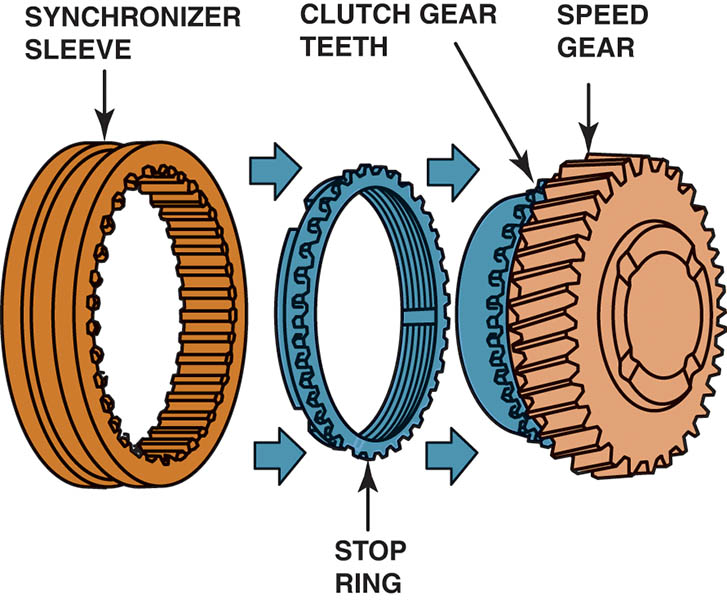 SYNCHRONIZER
SLEEVE
CLUTCH GEAR
TEETH
SPEED
GEAR
STOP
RING